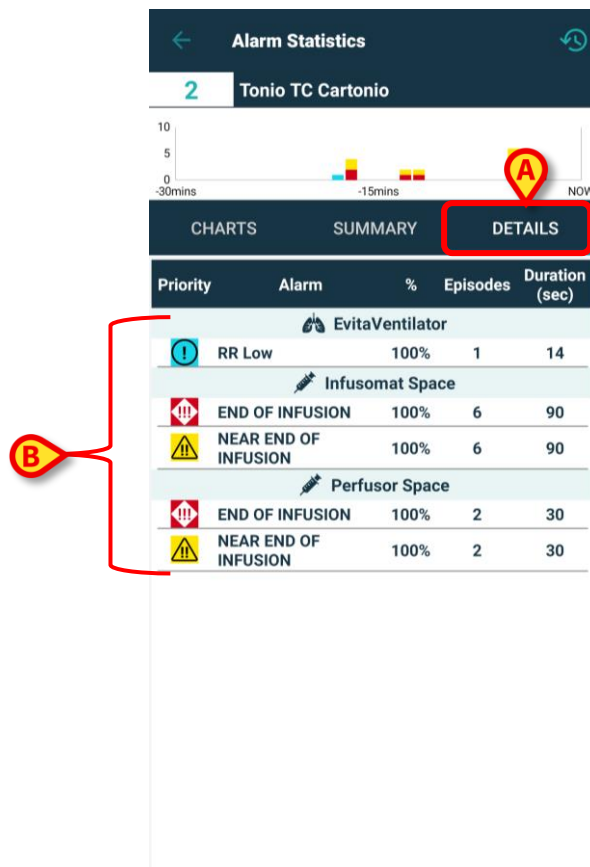 Alarm Statistics
2 Tonio TC Cartonio
10
5
0
-30mins -15mins NOW
A
CHARTS SUMMARY DETAILS
Priority Alarm % Episodes Duration (sec)
EvitaVentilator
! RR Low 100% 1 14
Infusomat Space
!!! END OF INFUSION 100% 6 90
!! NEAR END OF INFUSION 100% 6 90
B
Perfusor Space
!!! END OF INFUSION 100% 2 30
!! NEAR END OF INFUSION 100% 2 30